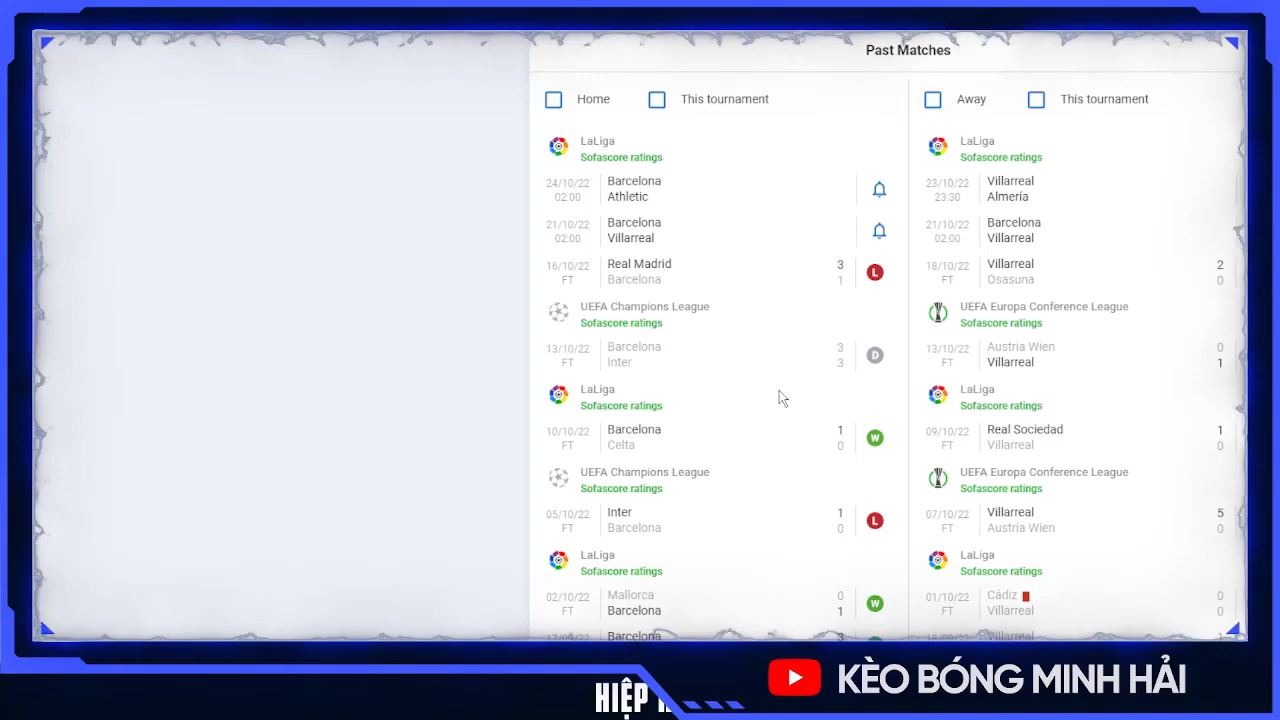 Past Matches
Home
This tournament
LaLiga
Sofascore ratings
24/10/22
02:00
Barcelona
Athletic
21/10/22
02:00
Barcelona
Villarreal
16/10/22
FT
Real Madrid 3
Barcelona 1
L
UEFA Champions League
Sofascore ratings
13/10/22
FT
Barcelona 3
Inter 3
D
LaLiga
Sofascore ratings
10/10/22
FT
Barcelona 1
Celta 0
W
UEFA Champions League
Sofascore ratings
05/10/22
FT
Inter 1
Barcelona 0
L
LaLiga
Sofascore ratings
02/10/22
FT
Mallorca 0
Barcelona 1
W
Barcelona 3
Away
This tournament
LaLiga
Sofascore ratings
23/10/22
23:30
Villarreal
Almería
21/10/22
02:00
Barcelona
Villarreal
18/10/22
FT
Villarreal 2
Osasuna 0
UEFA Europa Conference League
Sofascore ratings
13/10/22
FT
Austria Wien 0
Villarreal 1
LaLiga
Sofascore ratings
09/10/22
FT
Real Sociedad 1
Villarreal 0
UEFA Europa Conference League
Sofascore ratings
07/10/22
FT
Villarreal 5
Austria Wien 0
LaLiga
Sofascore ratings
01/10/22
FT
Cádiz 0
Villarreal 0
Villarreal
KÈO BÓNG MINH HẢI
HIỆP